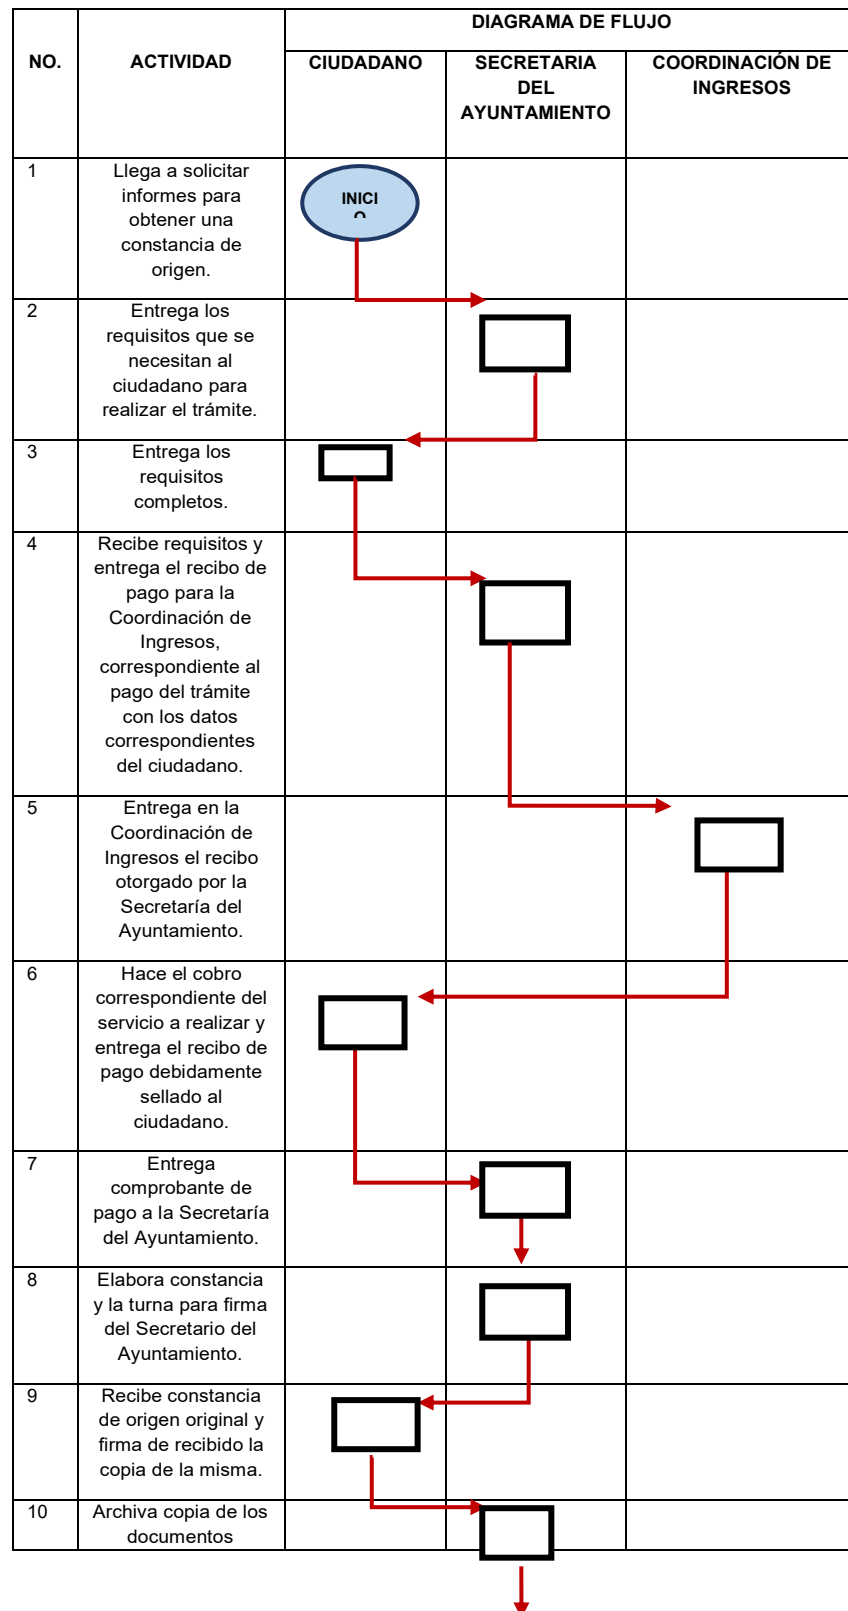 DIAGRAMA DE FLUJO
NO.
ACTIVIDAD
CIUDADANO
SECRETARIA
DEL
AYUNTAMIENTO
COORDINACIÓN DE
INGRESOS
1
Llega a solicitar
informes para
obtener una
constancia de
origen.
INICI
O
2
Entrega los
requisitos que se
necesitan al
ciudadano para
realizar el trámite.
3
Entrega los
requisitos
completos.
4
Recibe requisitos y
entrega el recibo de
pago para la
Coordinación de
Ingresos,
correspondiente al
pago del trámite
con los datos
correspondientes
del ciudadano.
5
Entrega en la
Coordinación de
Ingresos el recibo
otorgado por la
Secretaría del
Ayuntamiento.
6
Hace el cobro
correspondiente del
servicio a realizar y
entrega el recibo de
pago debidamente
sellado al
ciudadano.
7
Entrega
comprobante de
pago a la Secretaría
del Ayuntamiento.
8
Elabora constancia
y la turna para firma
del Secretario del
Ayuntamiento.
9
Recibe constancia
de origen original y
firma de recibido la
copia de la misma.
10
Archiva copia de los
documentos